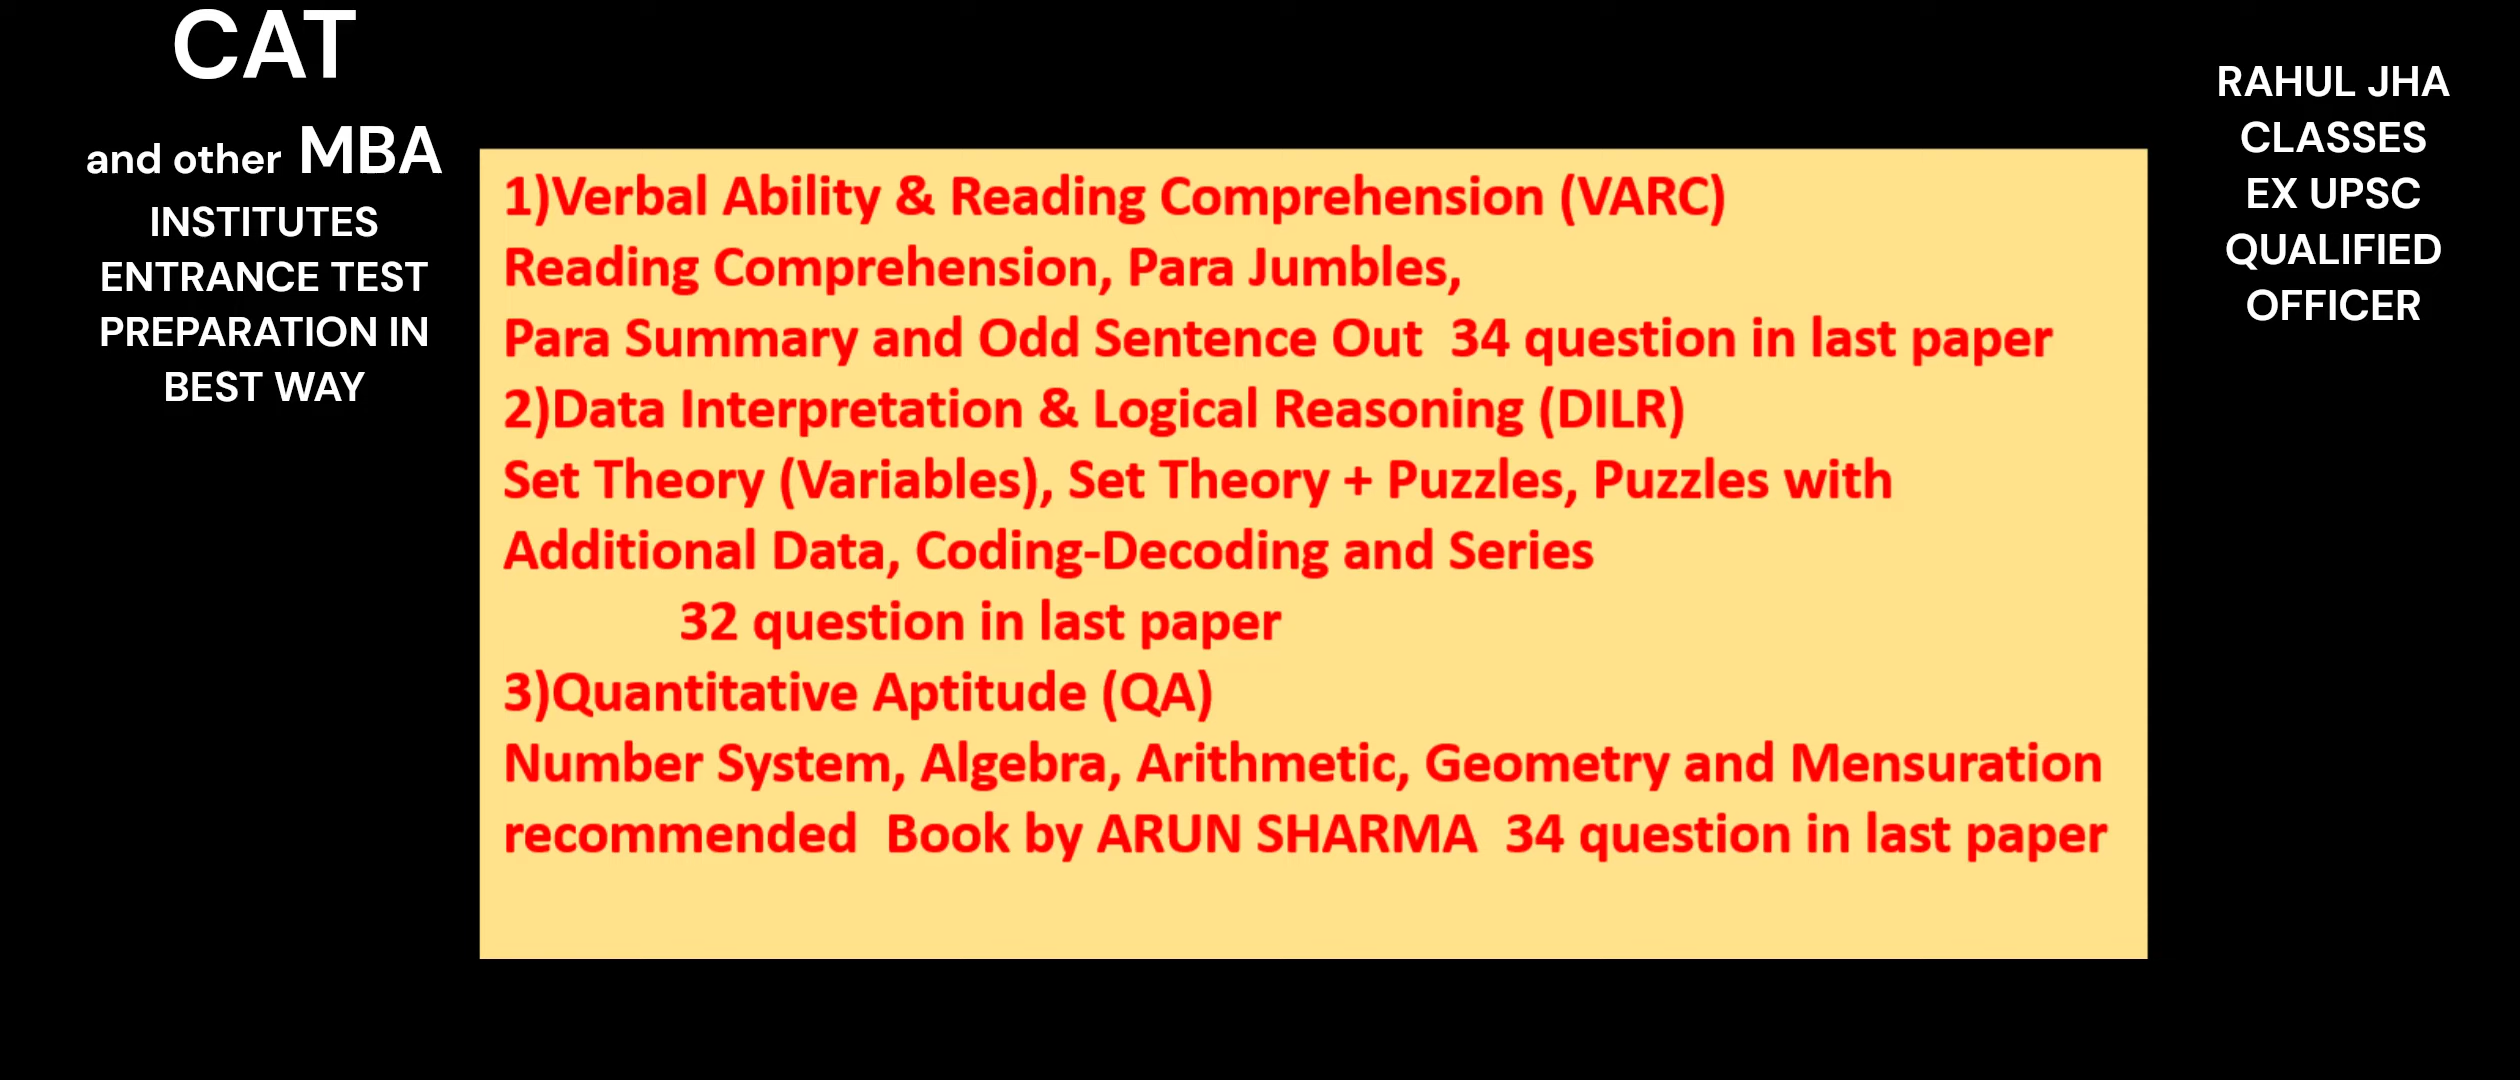 CAT
and other MBA
INSTITUTES
ENTRANCE TEST
PREPARATION IN
BEST WAY
1)Verbal Ability & Reading Comprehension (VARC)
Reading Comprehension, Para Jumbles,
Para Summary and Odd Sentence Out 34 question in last paper
2)Data Interpretation & Logical Reasoning (DILR)
Set Theory (Variables), Set Theory + Puzzles, Puzzles with
Additional Data, Coding-Decoding and Series
32 question in last paper
3)Quantitative Aptitude (QA)
Number System, Algebra, Arithmetic, Geometry and Mensuration
recommended Book by ARUN SHARMA 34 question in last paper
RAHUL JHA
CLASSES
EX UPSC
QUALIFIED
OFFICER